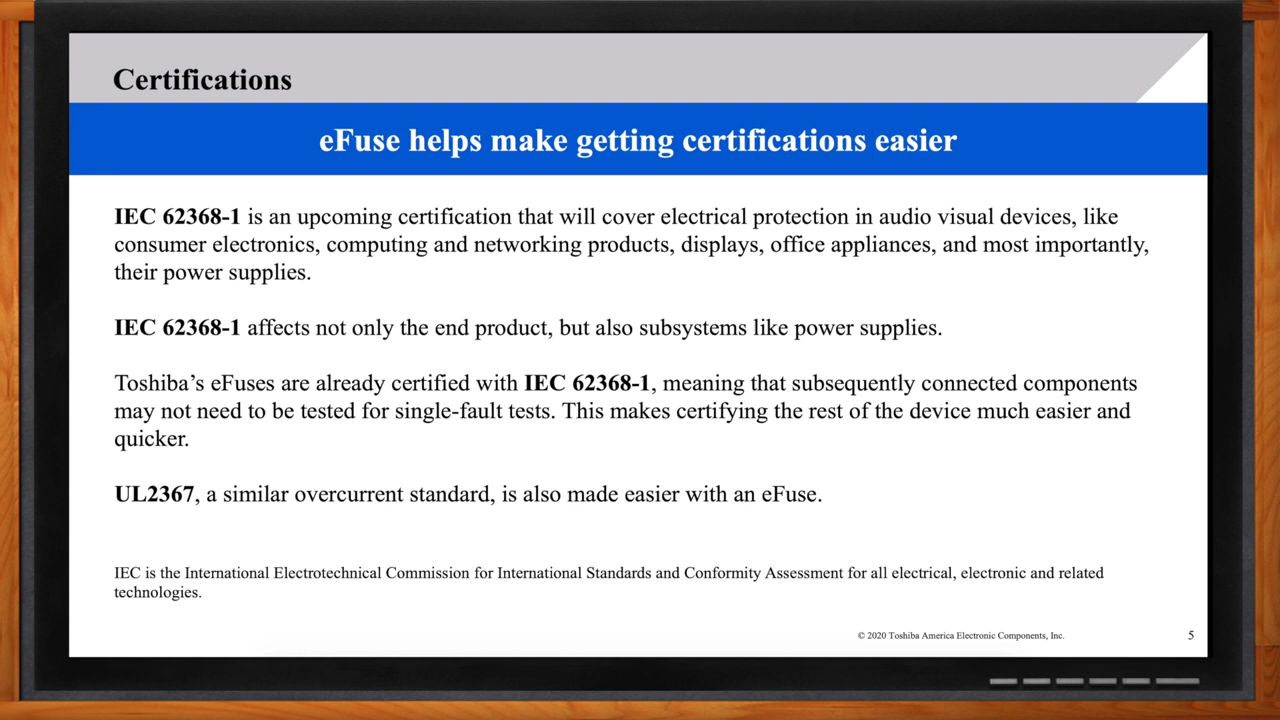 Certifications
eFuse helps make getting certifications easier
IEC 62368-1 is an upcoming certification that will cover electrical protection in audio visual devices, like
consumer electronics, computing and networking products, displays, office appliances, and most importantly,
their power supplies.
IEC 62368-1 affects not only the end product, but also subsystems like power supplies.
Toshiba’s eFuses are already certified with IEC 62368-1, meaning that subsequently connected components
may not need to be tested for single-fault tests. This makes certifying the rest of the device much easier and
quicker.
UL2367, a similar overcurrent standard, is also made easier with an eFuse.
IEC is the International Electrotechnical Commission for International Standards and Conformity Assessment for all electrical, electronic and related
technologies.
© 2020 Toshiba America Electronic Components, Inc.
5